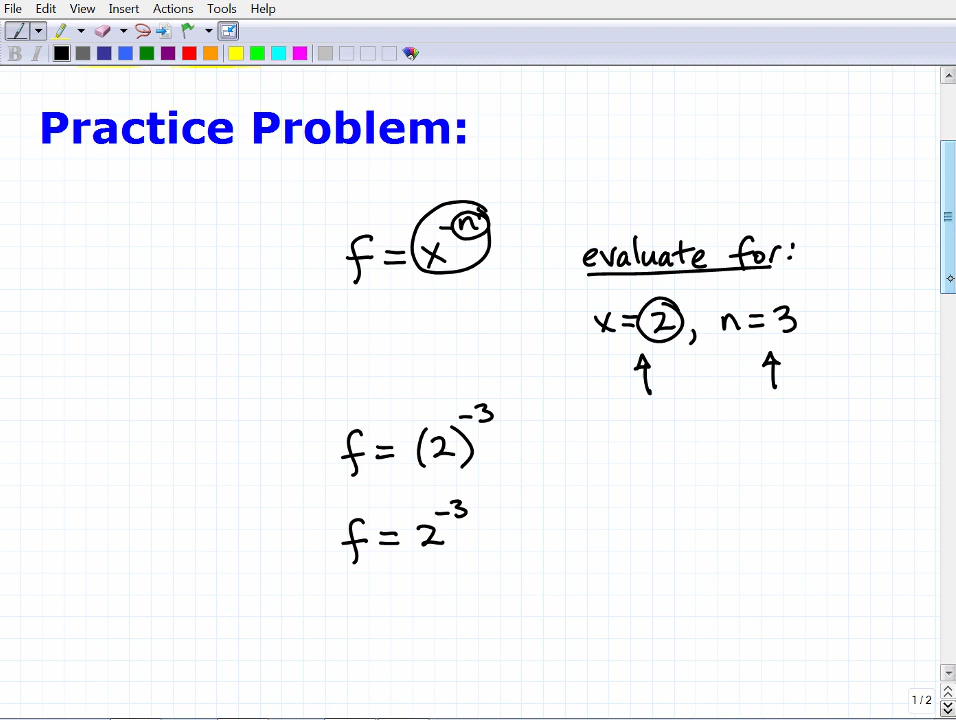 File Edit View Insert Actions Tools Help
B I
Practice Problem:
f = x^-n
evaluate for:
x = 2, n = 3
f = (2)^-3
f = 2^-3
1 / 2